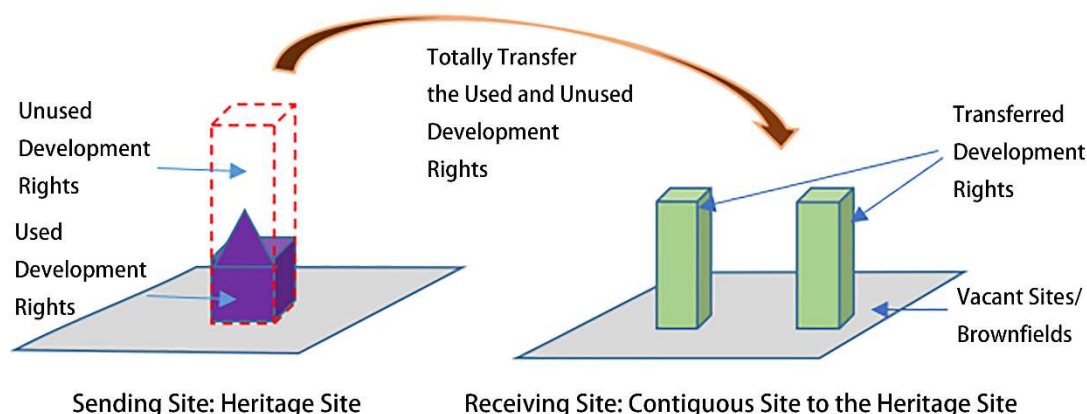 Totally Transfer
the Used and Unused
Development
Rights
Unused
Development
Rights
Used
Development
Rights
Transferred
Development
Rights
Vacant Sites/
Brownfields
Sending Site: Heritage Site
Receiving Site: Contiguous Site to the Heritage Site